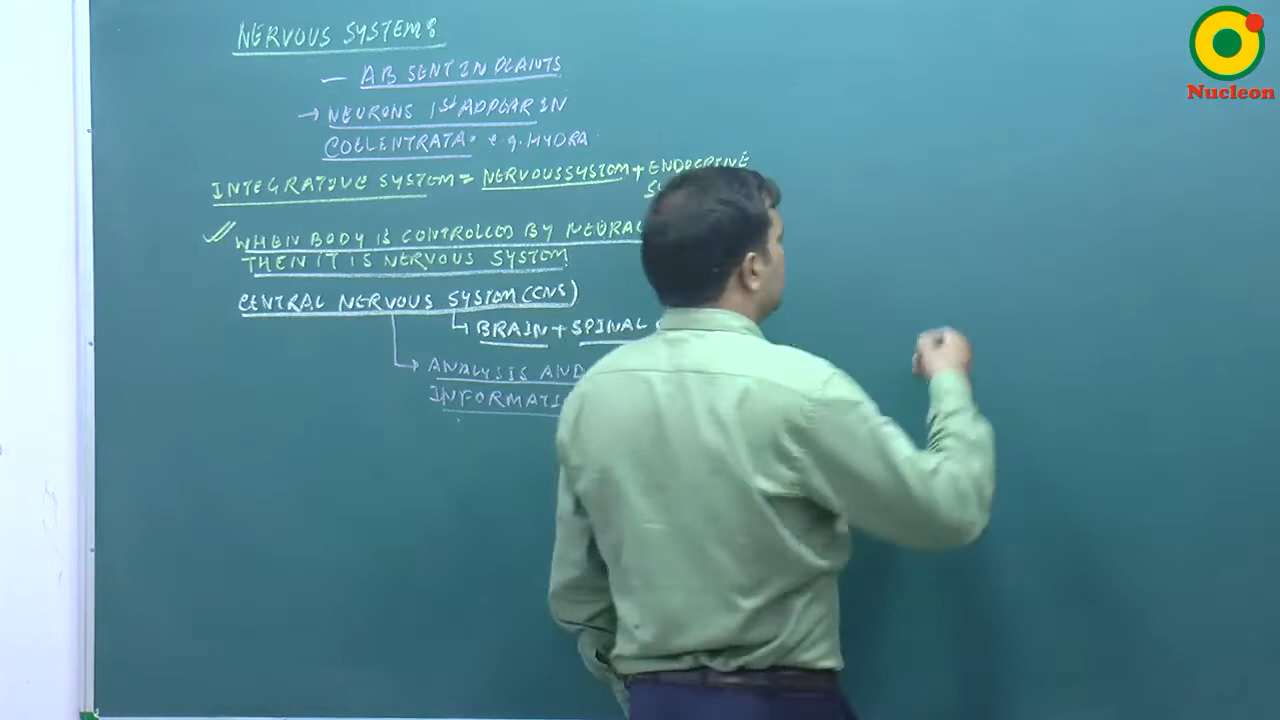 NERVOUS SYSTEM:
— ABSENT IN PLANTS
→ NEURONS 1st APPEAR IN
COELENTRATA. e.g. HYDRA
INTEGRATIVE SYSTEM = NERVOUS SYSTEM + ENDOCRINE
WHEN BODY IS CONTROLLED BY NEURAL
THEN IT IS NERVOUS SYSTEM
CENTRAL NERVOUS SYSTEM (CNS)
BRAIN + SPINAL
ANALYSIS AND
Nucleon